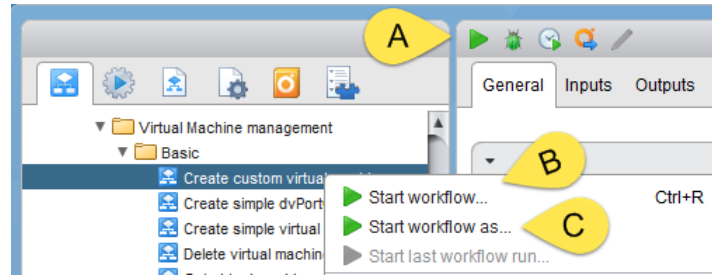 A
General Inputs Outputs
Virtual Machine management
Basic
B
Create custom virtual
Start workflow... Ctrl+R
Create simple dvPort
Start workflow as...
C
Create simple virtual
Delete virtual machin
Start last workflow run...